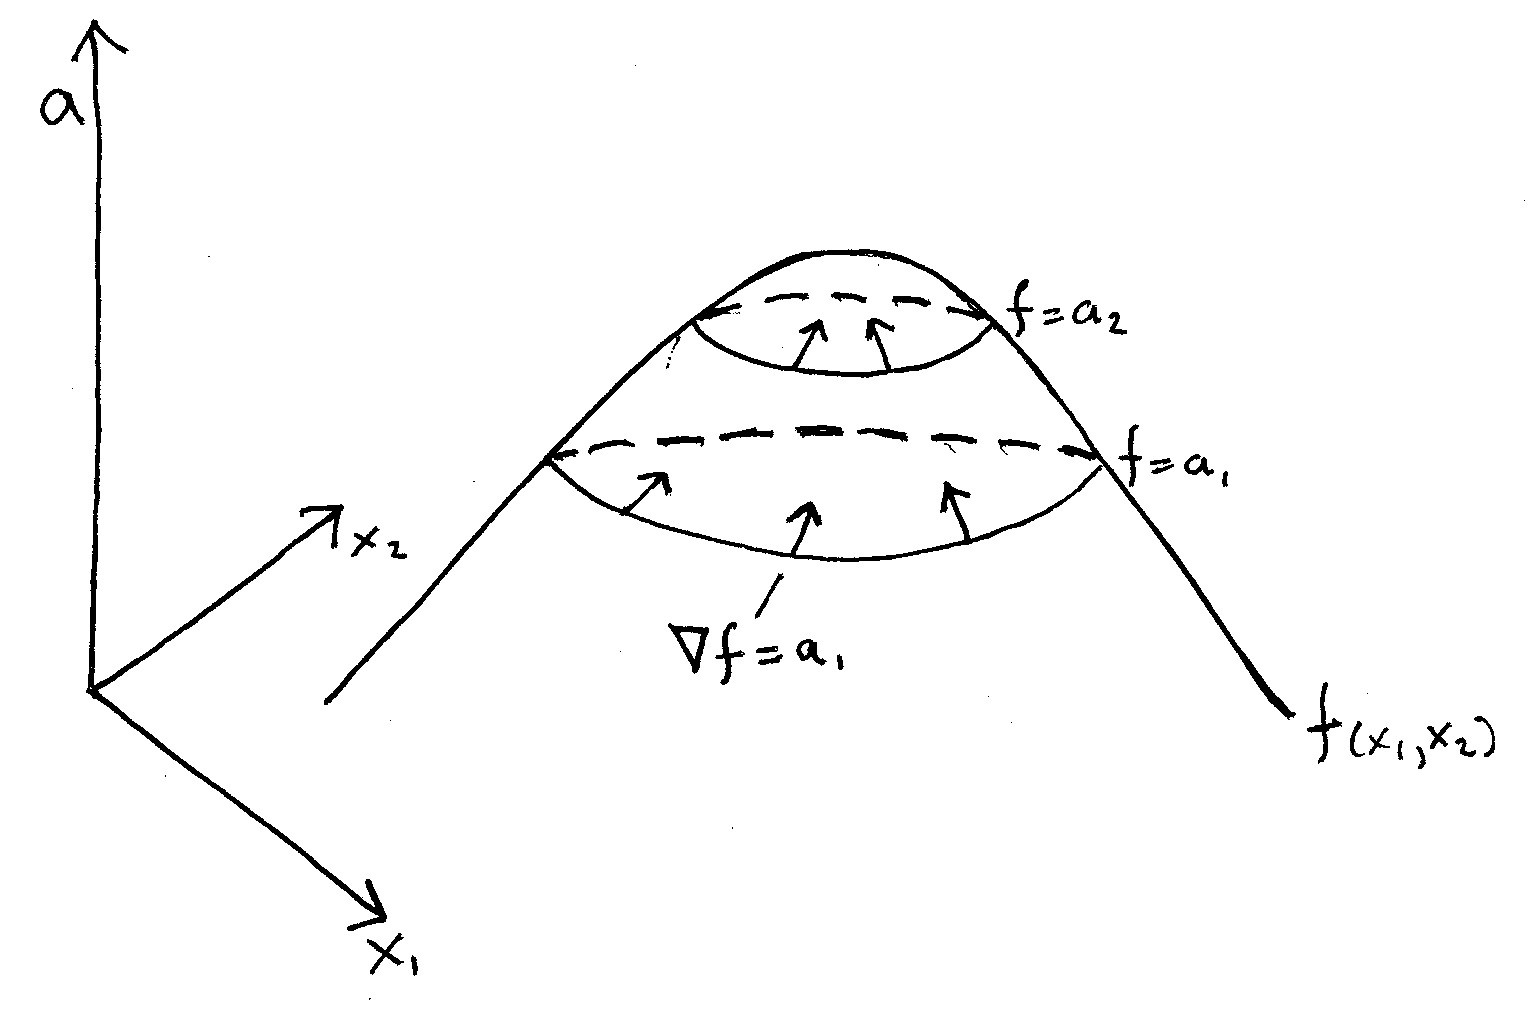 a
f=a₂
f=a₁
x₂
∇f=a₁
f(x₁,x₂)
x₁